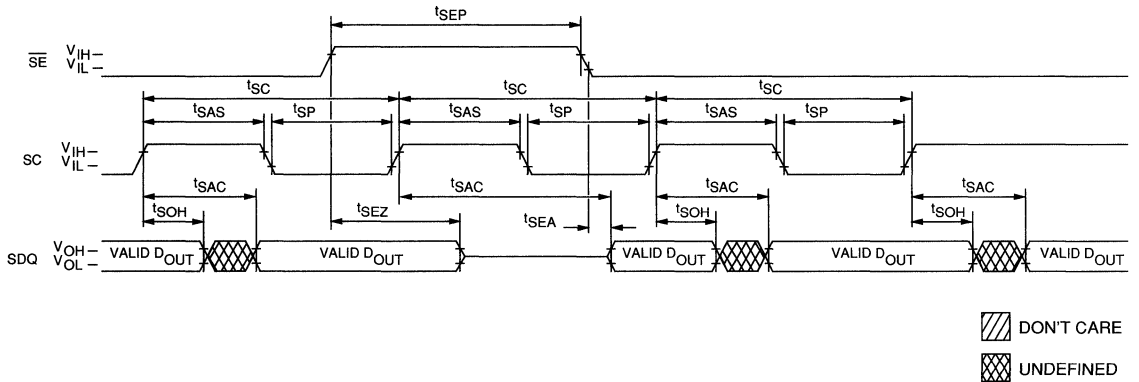 tSEP
SE VIH
VIL
tSC tSC tSC
tSAS tSP tSAS tSP tSAS tSP
SC VIH
VIL
tSAC tSAC tSAC tSAC
tSOH tSEZ tSEA tSOH tSOH
SDQ VOH
VOL
VALID DOUT VALID DOUT VALID DOUT VALID DOUT VALID DOUT
DON'T CARE
UNDEFINED